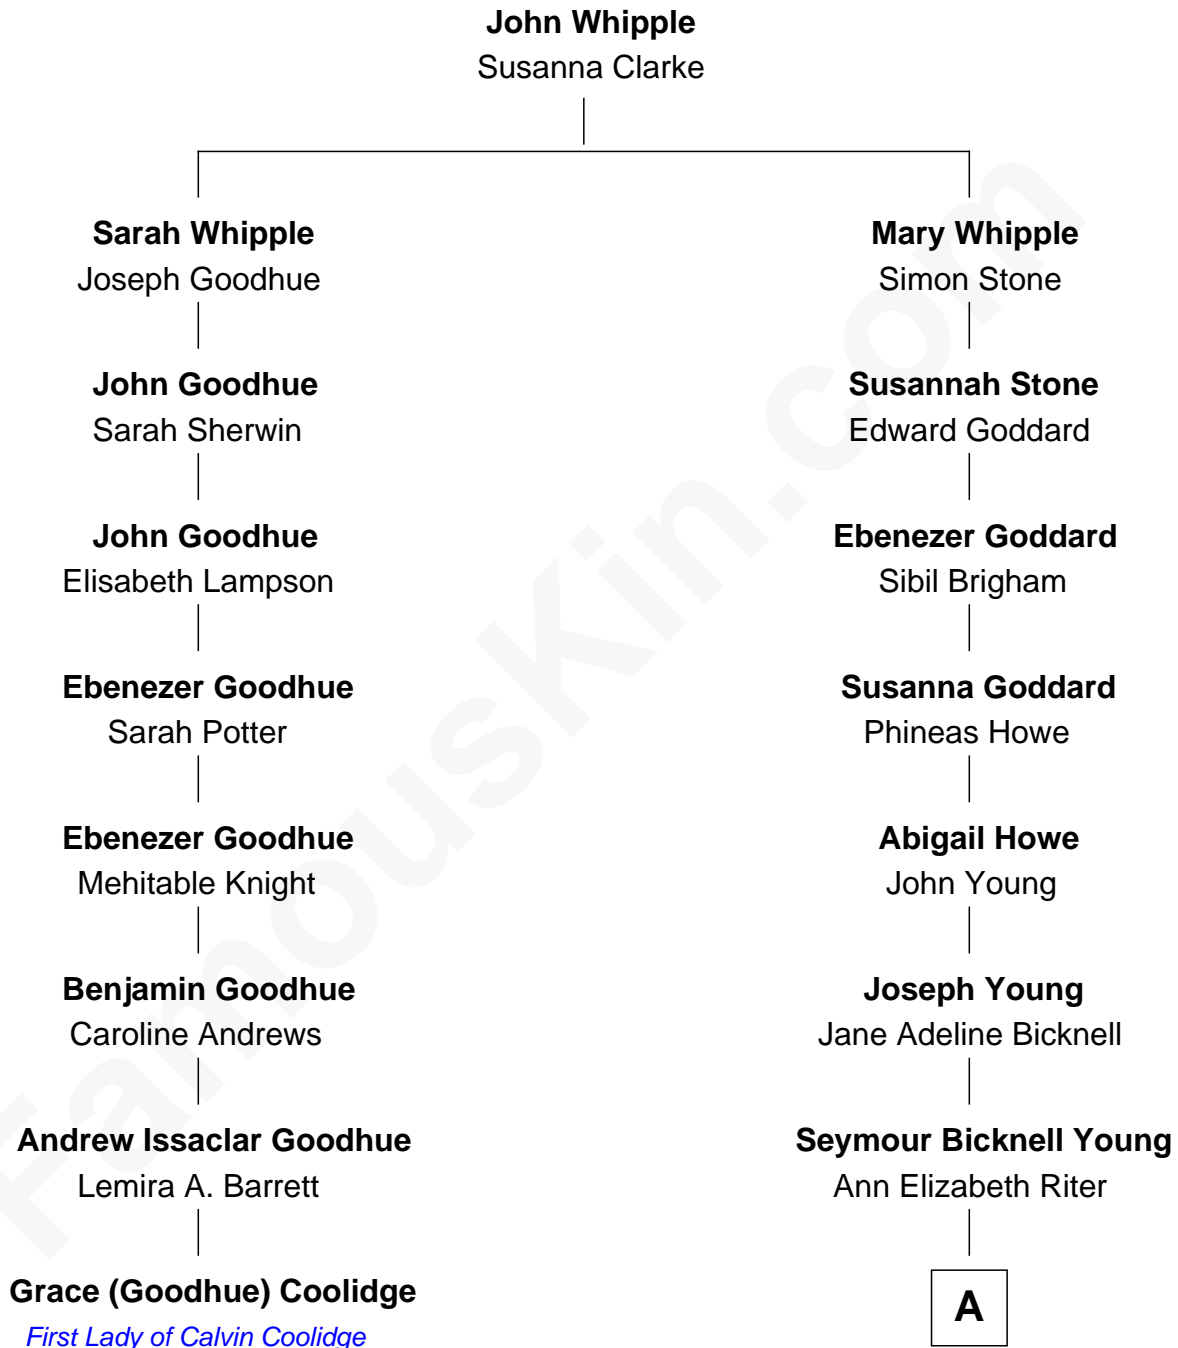 John Whipple
Susanna Clarke
Sarah Whipple
Joseph Goodhue
Mary Whipple
Simon Stone
John Goodhue
Sarah Sherwin
Susannah Stone
Edward Goddard
John Goodhue
Elisabeth Lampson
Ebenezer Goddard
Sibil Brigham
Ebenezer Goodhue
Sarah Potter
Susanna Goddard
Phineas Howe
Ebenezer Goodhue
Mehitable Knight
Abigail Howe
John Young
Benjamin Goodhue
Caroline Andrews
Joseph Young
Jane Adeline Bicknell
Andrew Issaclar Goodhue
Lemira A. Barrett
Seymour Bicknell Young
Ann Elizabeth Riter
Grace (Goodhue) Coolidge
First Lady of Calvin Coolidge
A
FamousKin.com